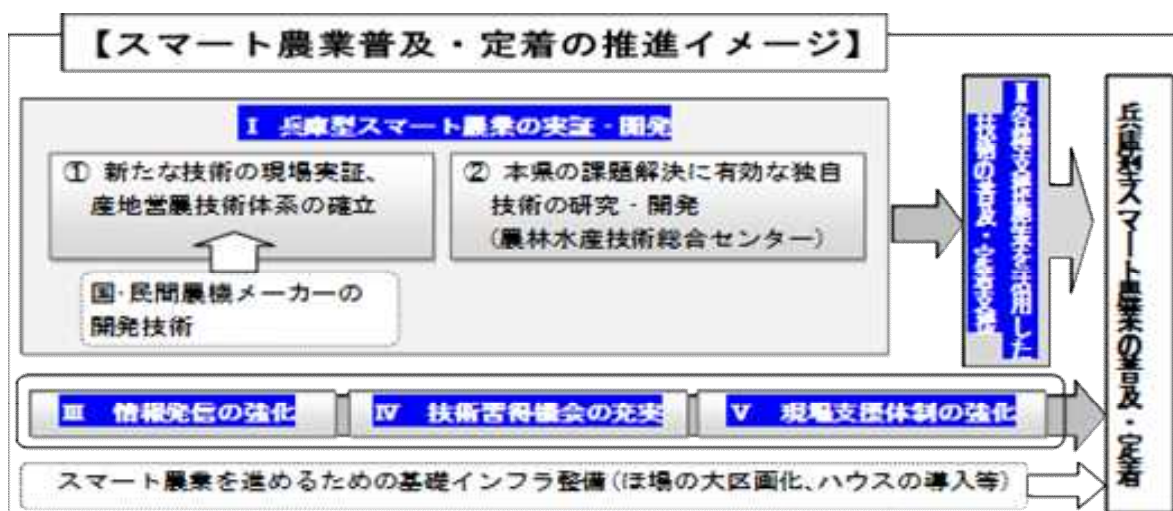 【スマート農業普及・定着の推進イメージ】
Ⅰ 兵庫型スマート農業の実証・開発
① 新たな技術の現場実証、
産地営農技術体系の確立
② 本県の課題解決に有効な独自
技術の研究・開発
(農林水産技術総合センター)
国・民間農機メーカーの
開発技術
Ⅱ各種支援施策を活用した
技術の普及・定着支援
兵庫型スマート農業の普及・定着
Ⅲ 情報発信の強化
Ⅳ 技術習得機会の充実
Ⅴ 現場支援体制の強化
スマート農業を進めるための基礎インフラ整備(ほ場の大区画化、ハウスの導入等)